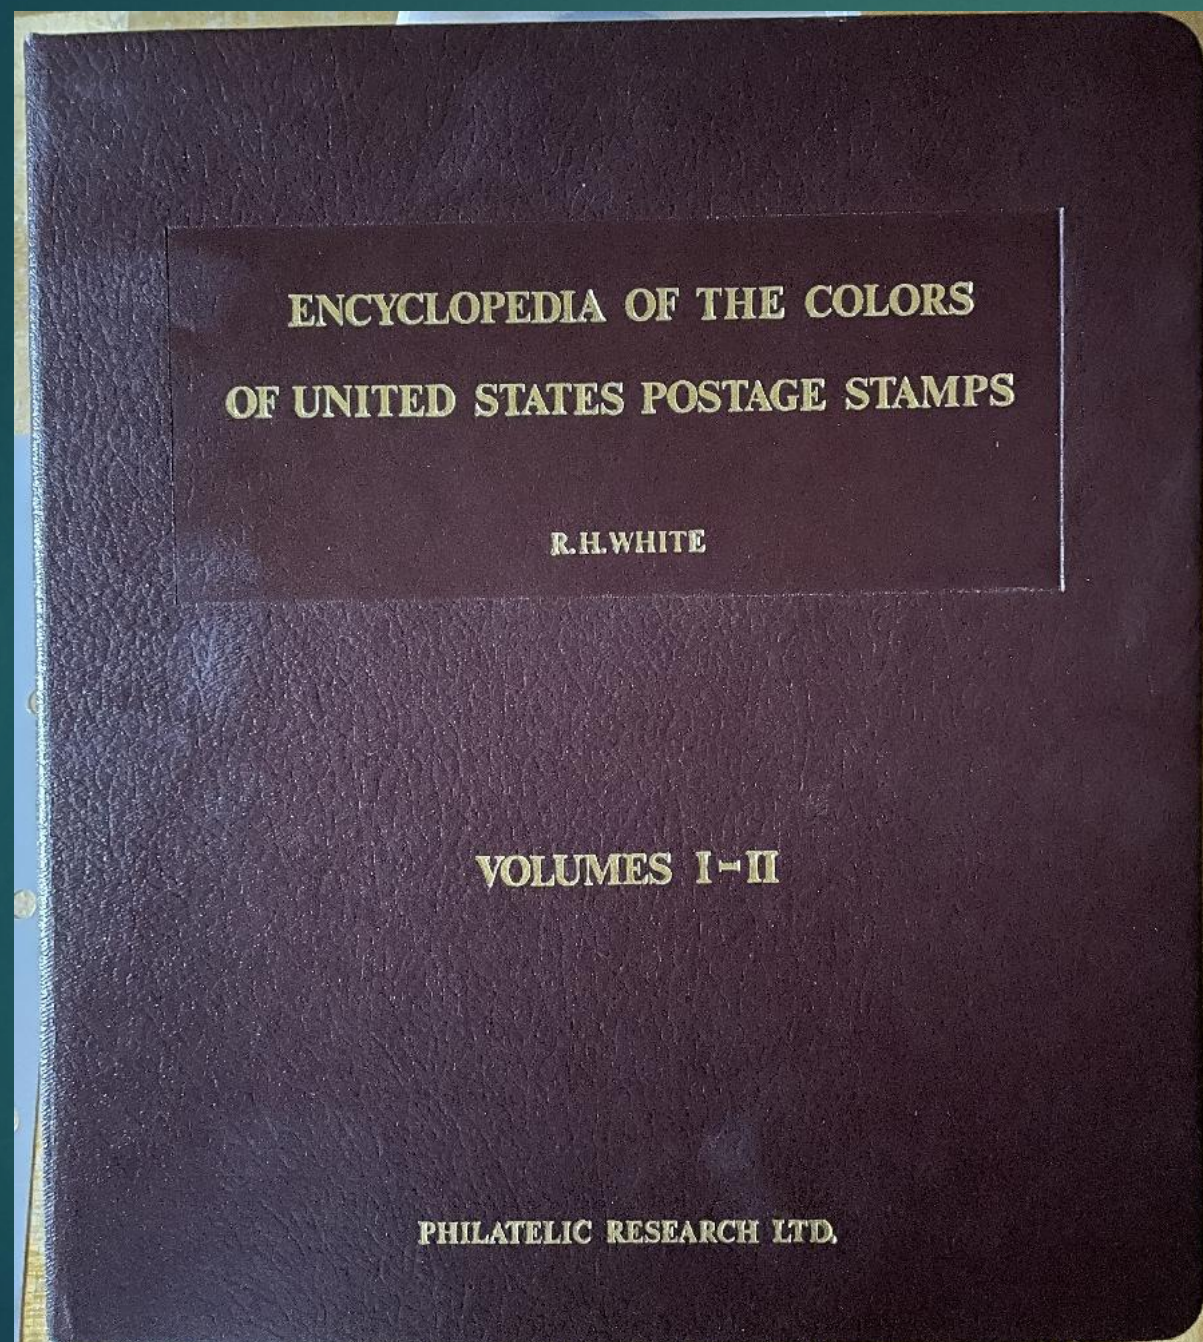 ENCYCLOPEDIA OF THE COLORS
OF UNITED STATES POSTAGE STAMPS
R.H.WHITE
VOLUMES I-II
PHILATELIC RESEARCH LTD.